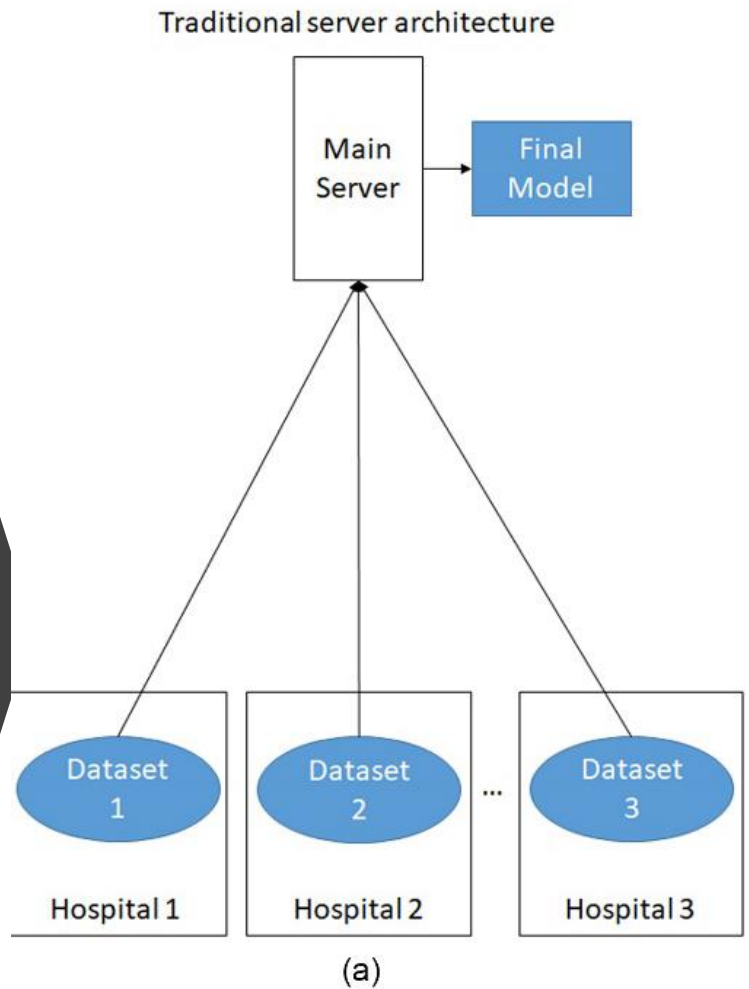 Traditional server architecture
Main
Server
Final
Model
Dataset
1
Dataset
2
...
Dataset
3
Hospital 1
Hospital 2
Hospital 3
(a)